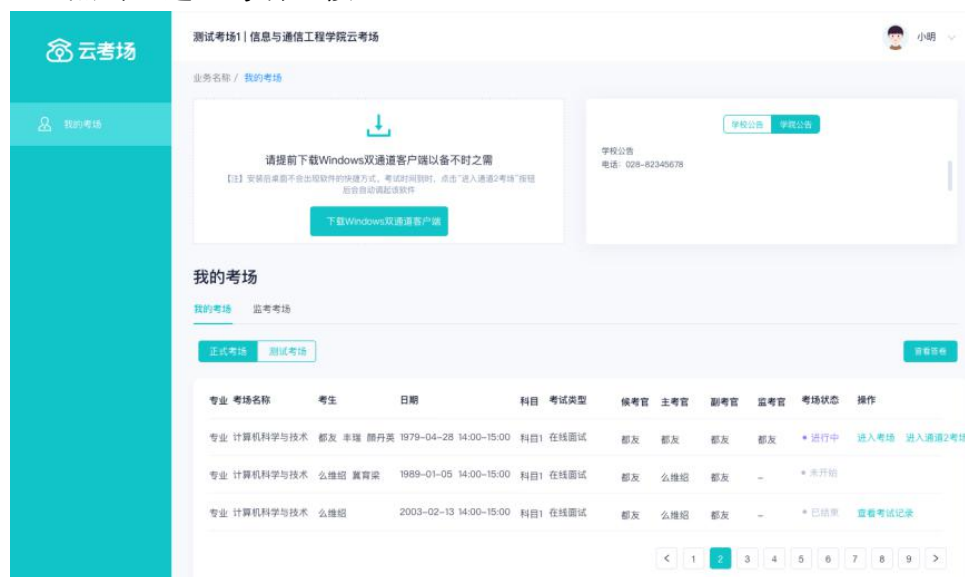 云考场
测试考场1 | 信息与通信工程学院云考场
小明
业务名称 / 我的考场
我的考场
学校公告 学院公告
请提前下载Windows双通道客户端以备不时之需
【注】安装后桌面不会出现软件的快捷方式，考试时间到时，点击“进入通道2考场”按钮
后会自动调起该软件
下载Windows双通道客户端
学校公告
电话：028-82345678
我的考场
我的考场 监考考场
正式考场 测试考场 查看答卷
专业 考场名称 考生 日期 科目 考试类型 候考官 主考官 副考官 监考官 考场状态 操作
专业 计算机科学与技术 都友 丰瑞 颜丹英 1979-04-28 14:00-15:00 科目1 在线面试 都友 都友 都友 都友 进行中 进入考场 进入通道2考场
专业 计算机科学与技术 么维绍 冀育梁 1989-01-05 14:00-15:00 科目1 在线面试 都友 么维绍 都友 - 未开始
专业 计算机科学与技术 么维绍 2003-02-13 14:00-15:00 科目1 在线面试 都友 么维绍 都友 - 已结束 查看考试记录
< 1 2 3 4 5 6 7 8 9 >